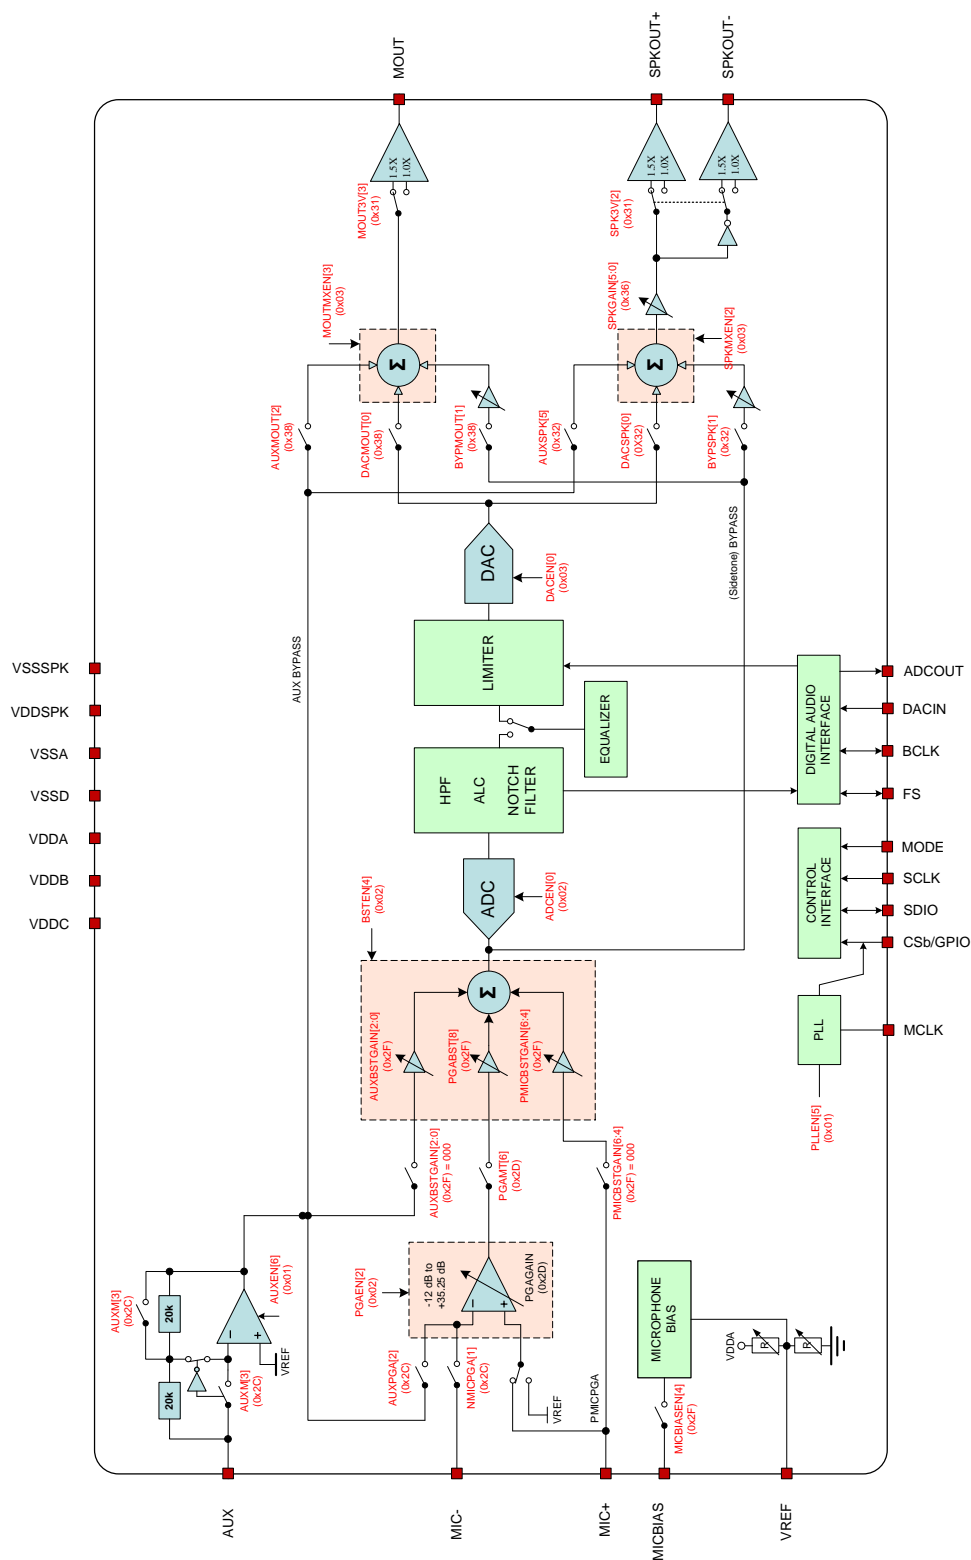 MOUT
SPKOUT+
SPKOUT-
1.5X
1.0X
1.5X
1.0X
1.5X
1.0X
MOUT3V[3]
(0x31)
SPK3V[2]
(0x31)
MOUTMXEN[3]
(0x03)
SPKGAIN[5:0]
(0x36)
SPKMXEN[2]
(0x03)
Σ
Σ
AUXMOUT[2]
(0x38)
DACMOUT[0]
(0x38)
BYPMOUT[1]
(0x38)
AUXSPK[5]
(0x32)
DACSPK[0]
(0X32)
BYPSPK[1]
(0x32)
AUX BYPASS
(Sidetone) BYPASS
DAC
DACEN[0]
(0x03)
LIMITER
EQUALIZER
HPF
ALC
NOTCH
FILTER
ADC
ADCEN[0]
(0x02)
BSTEN[4]
(0x02)
Σ
AUXBSTGAIN[2:0]
(0x2F)
PGABST[8]
(0x2F)
PMICBSTGAIN[6:4]
(0x2F)
AUXBSTGAIN[2:0]
(0x2F) = 000
PGAMT[6]
(0x2D)
PMICBSTGAIN[6:4]
(0x2F) = 000
PGAEN[2]
(0x02)
-12 dB to
+35.25 dB
PGAGAIN
(0x2D)
−
+
AUXM[3]
(0x2C)
20k
20k
AUXEN[6]
(0x01)
−
+
VREF
AUXM[3]
(0x2C)
AUXPGA[2]
(0x2C)
NMICPGA[1]
(0x2C)
VREF
PMICPGA
MICROPHONE
BIAS
MICBIASEN[4]
(0x2F)
VDDA
R
R
AUX
MIC-
MIC+
MICBIAS
VREF
VSSSPK
VDDSPK
VSSA
VSSD
VDDA
VDDB
VDDC
DIGITAL AUDIO
INTERFACE
ADCOUT
DACIN
BCLK
FS
CONTROL
INTERFACE
MODE
SCLK
SDIO
CSb/GPIO
PLL
MCLK
PLLEN[5]
(0x01)